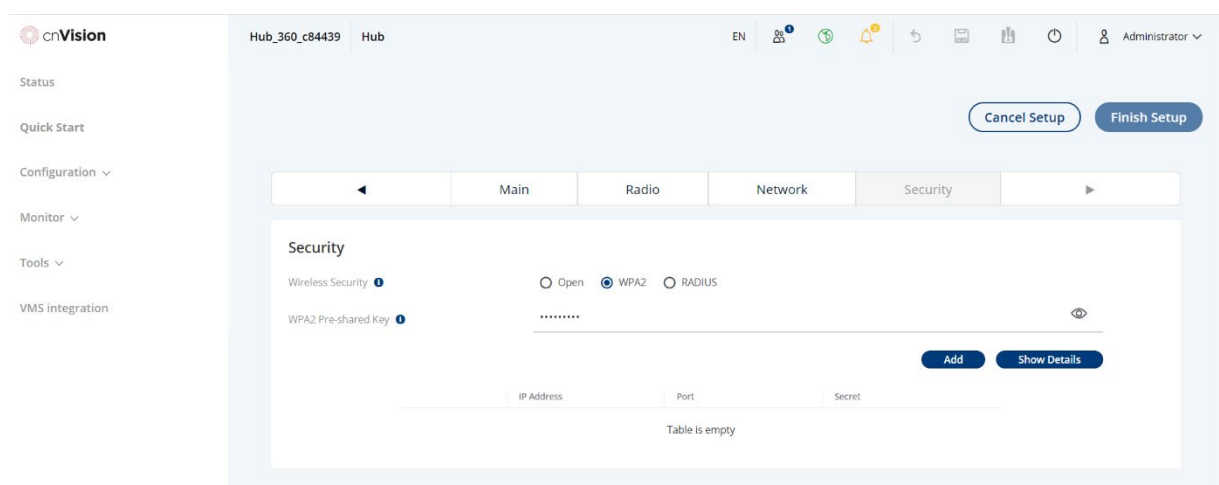 cnVision
Hub_360_c84439 Hub EN 1 2 Administrator
Status
Quick Start
Configuration
Monitor
Tools
VMS integration
Cancel Setup Finish Setup
Main Radio Network Security
Security
Wireless Security Open WPA2 RADIUS
WPA2 Pre-shared Key •••••••••
Add Show Details
IP Address Port Secret
Table is empty